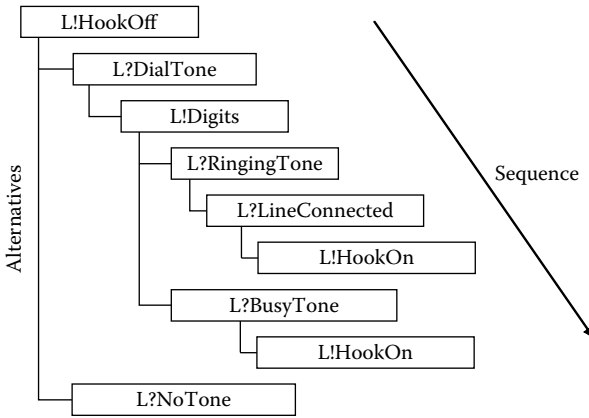 L!HookOff
L?DialTone
L!Digits
L?RingingTone
Sequence
L?LineConnected
Alternatives
L!HookOn
L?BusyTone
L!HookOn
L?NoTone